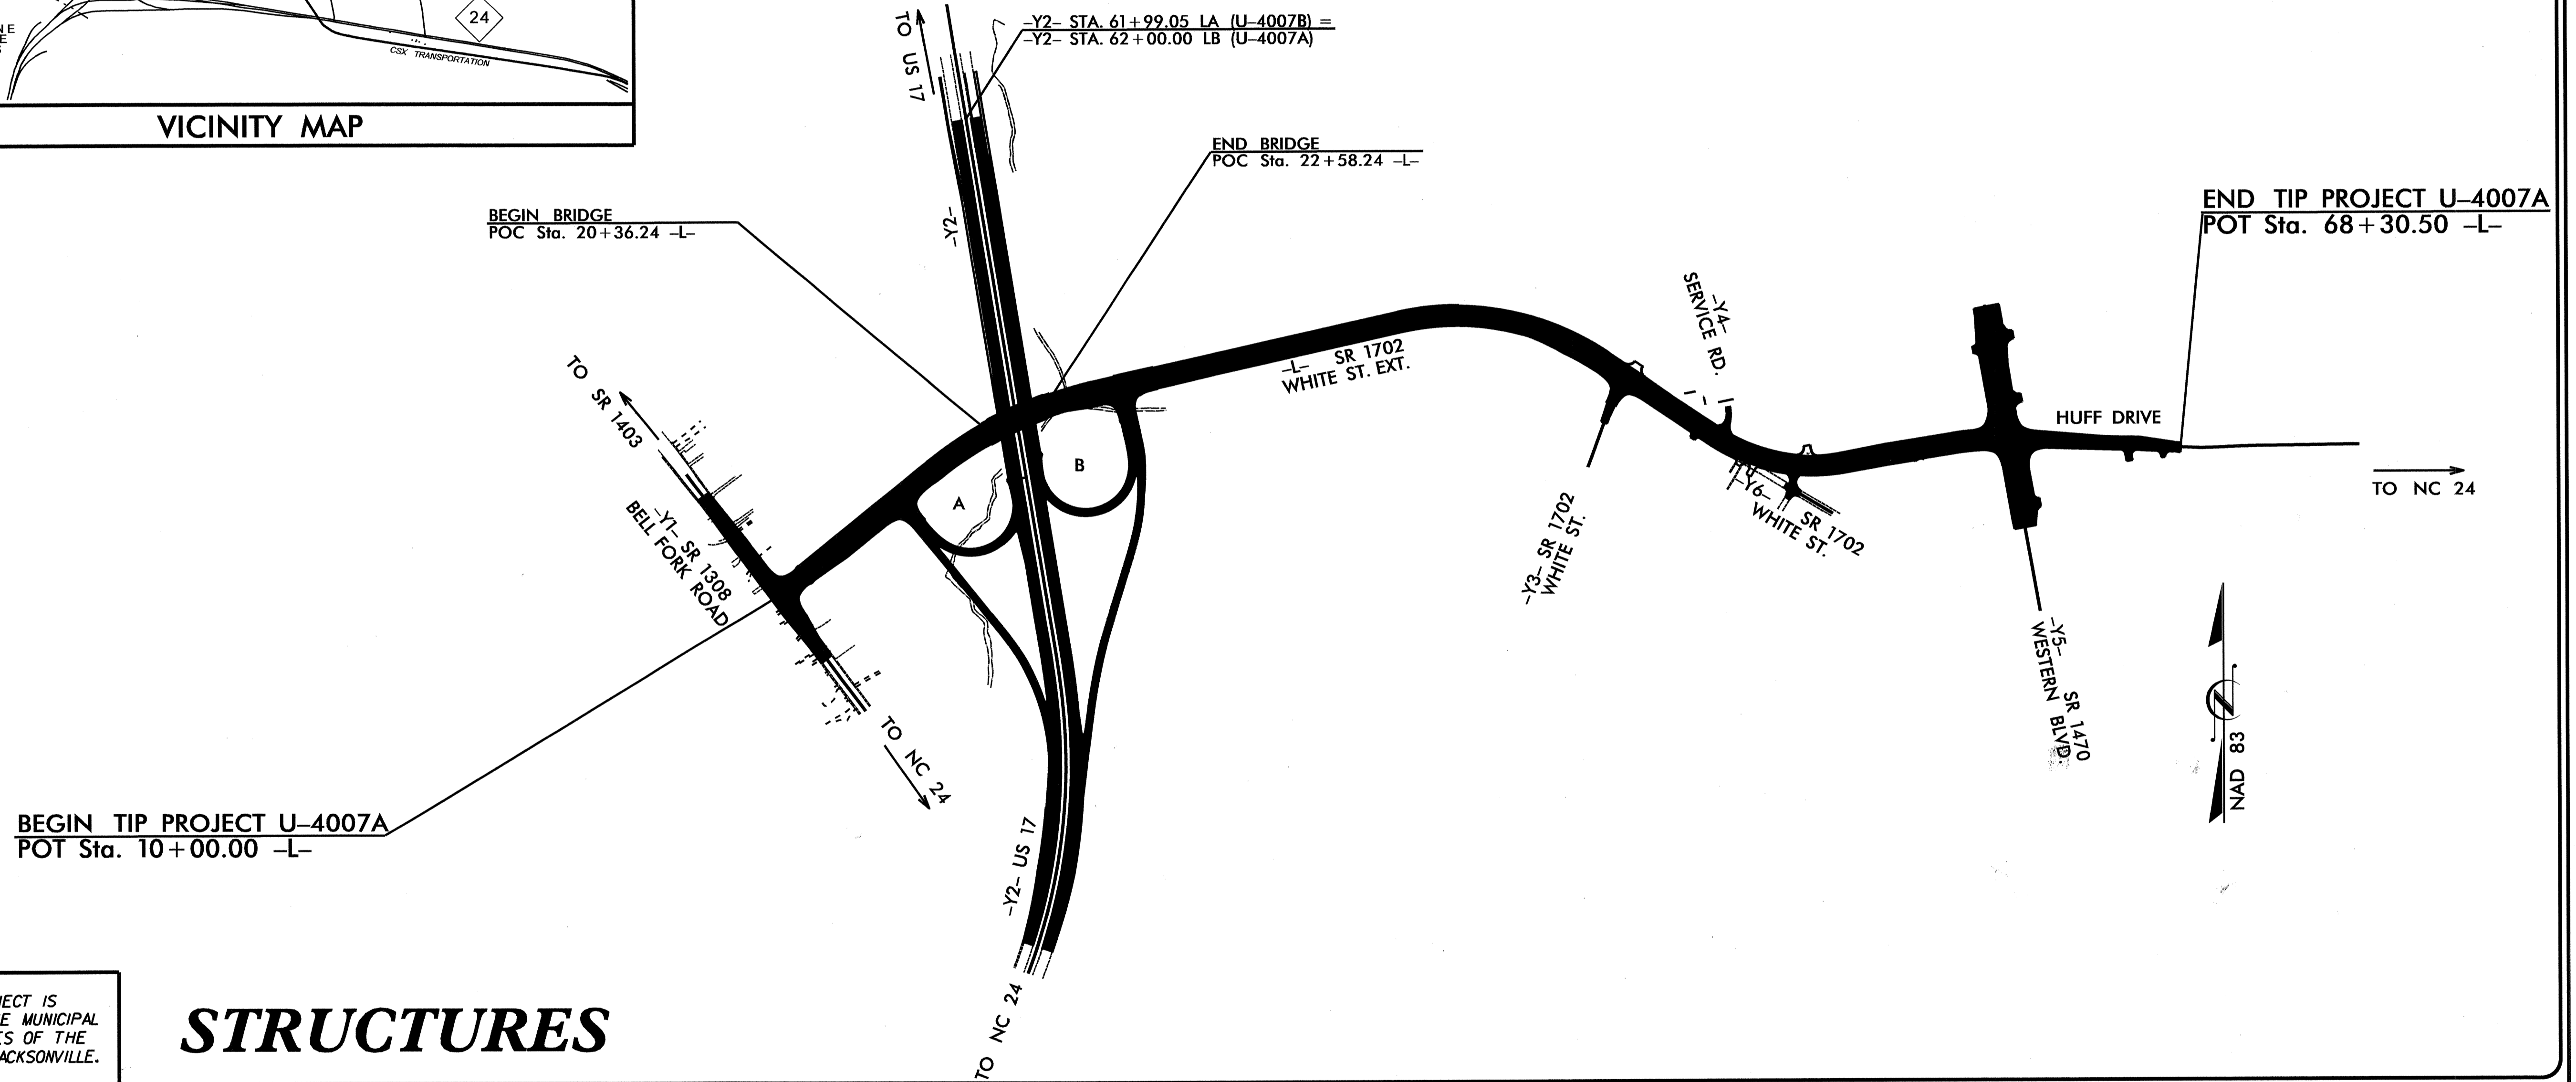 24
CSX TRANSPORTATION
VICINITY MAP
TO US 17
–Y2– STA. 61+99.05 LA (U–4007B) =
–Y2– STA. 62+00.00 LB (U–4007A)
END BRIDGE
POC Sta. 22+58.24 –L–
BEGIN BRIDGE
POC Sta. 20+36.24 –L–
–Y2–
END TIP PROJECT U–4007A
POT Sta. 68+30.50 –L–
–Y4–
SERVICE RD.
–L– SR 1702
WHITE ST. EXT.
TO SR 1403
HUFF DRIVE
B
A
TO NC 24
–Y1– SR 1308
BELL FORK ROAD
–Y3– SR 1702
WHITE ST.
–Y6– SR 1702
WHITE ST.
–Y5– SR 1470
WESTERN BLVD.
NAD 83
TO NC 24
BEGIN TIP PROJECT U–4007A
POT Sta. 10+00.00 –L–
–Y2– US 17
TO NC 24
JECT IS
E MUNICIPAL
ES OF THE
ACKSONVILLE.
STRUCTURES